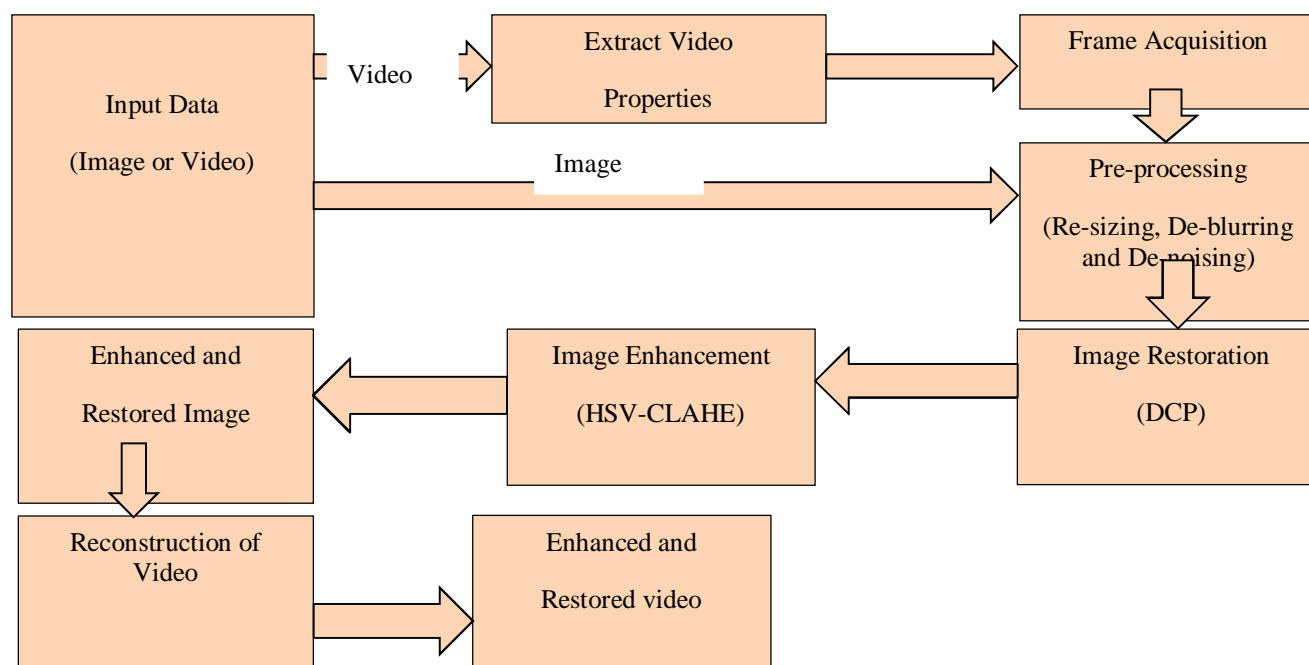 Input Data
(Image or Video)
Video
Extract Video
Properties
Frame Acquisition
Image
Pre-processing
(Re-sizing, De-blurring
and De-noising)
Image Restoration
(DCP)
Image Enhancement
(HSV-CLAHE)
Enhanced and
Restored Image
Reconstruction of
Video
Enhanced and
Restored video